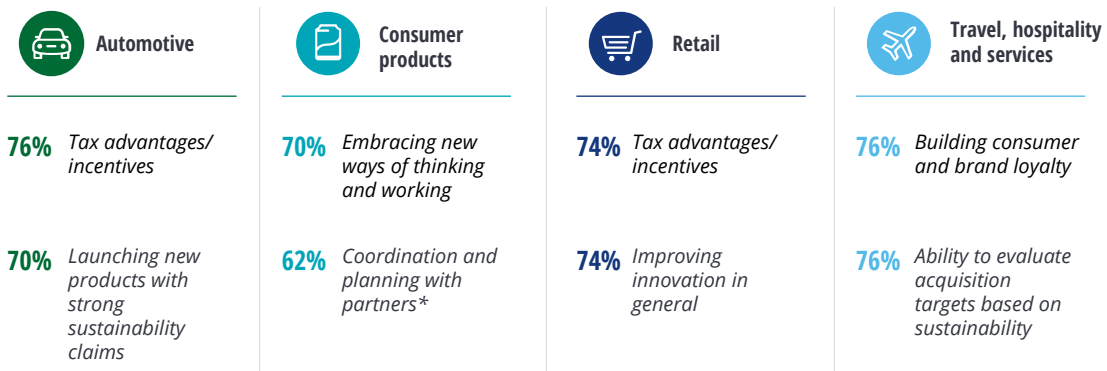 Automotive
76% Tax advantages/
incentives
70% Launching new
products with
strong
sustainability
claims
Consumer
products
70% Embracing new
ways of thinking
and working
62% Coordination and
planning with
partners*
Retail
74% Tax advantages/
incentives
74% Improving
innovation in
general
Travel, hospitality
and services
76% Building consumer
and brand loyalty
76% Ability to evaluate
acquisition
targets based on
sustainability